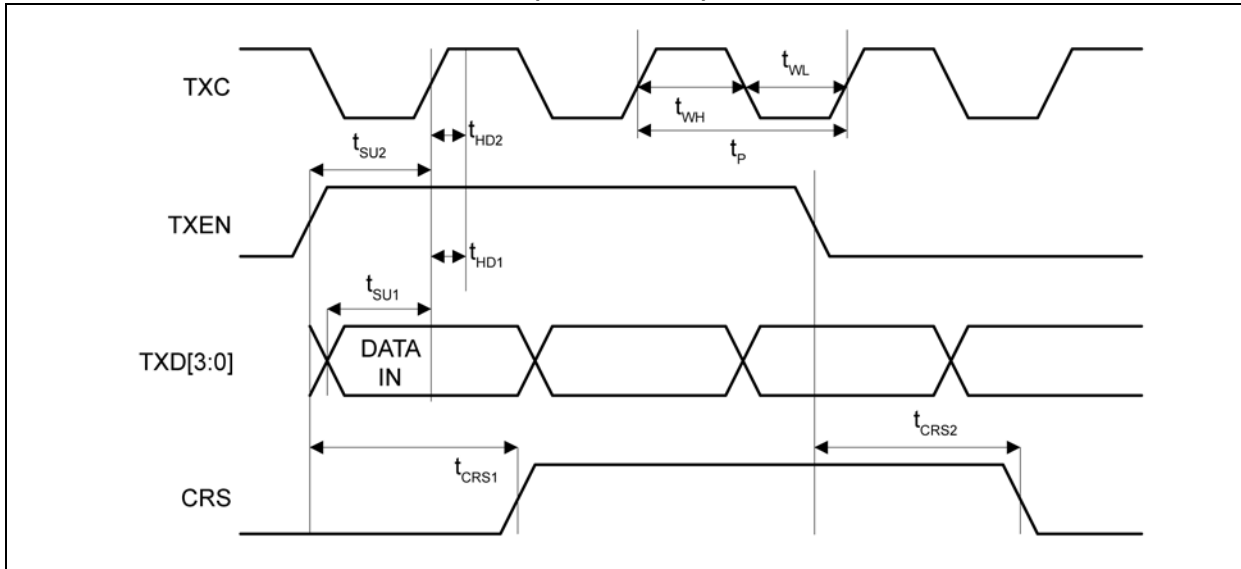 TXC
tWL
tWH
tP
tHD2
tSU2
TXEN
tHD1
tSU1
TXD[3:0]
DATA
IN
tCRS2
tCRS1
CRS